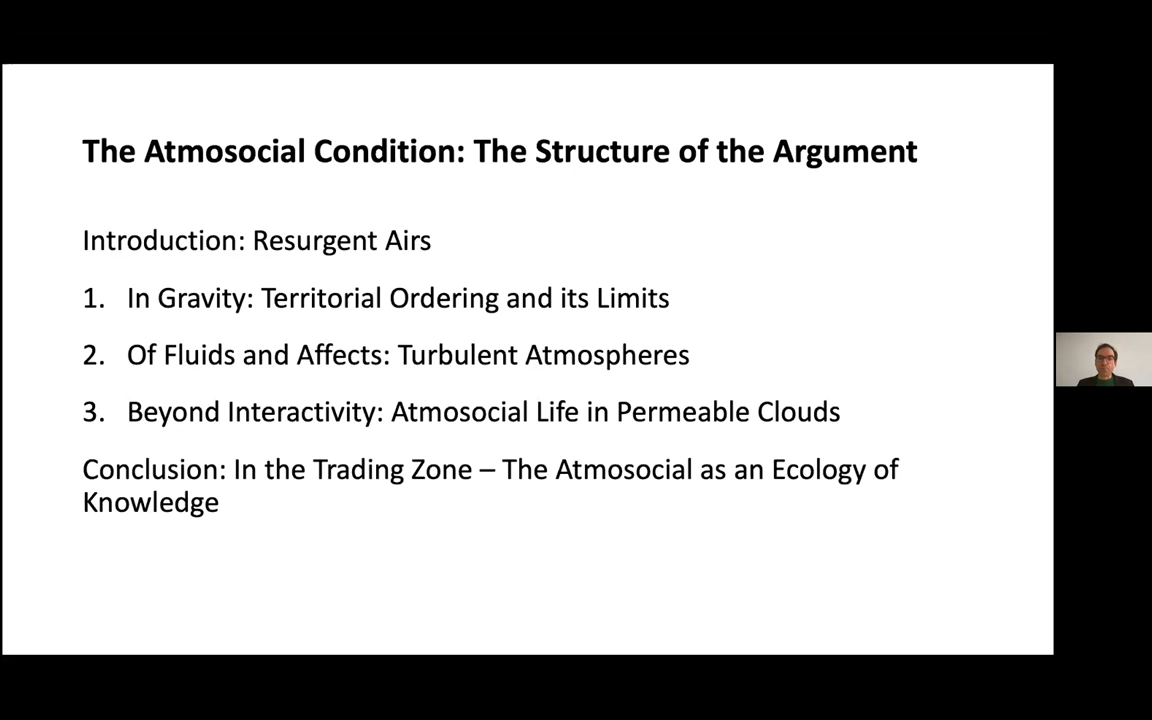 The Atmosocial Condition: The Structure of the Argument
Introduction: Resurgent Airs
1. In Gravity: Territorial Ordering and its Limits
2. Of Fluids and Affects: Turbulent Atmospheres
3. Beyond Interactivity: Atmosocial Life in Permeable Clouds
Conclusion: In the Trading Zone – The Atmosocial as an Ecology of
Knowledge